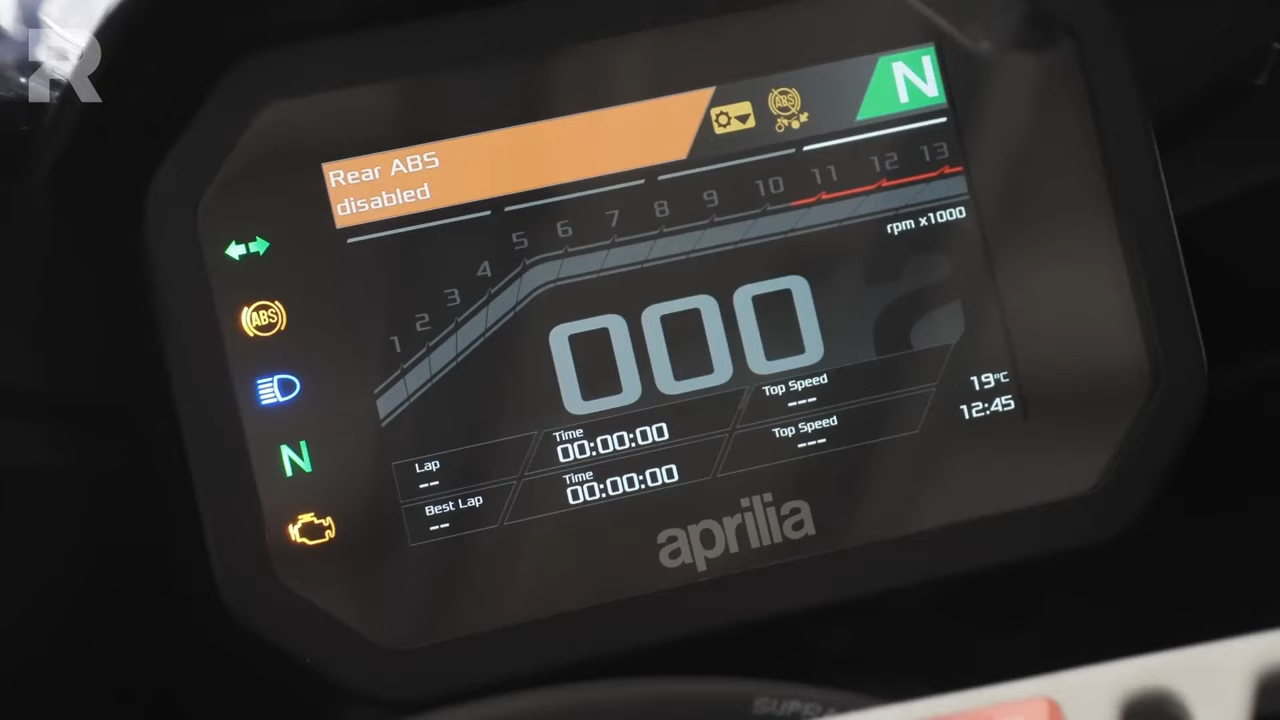 R
Rear ABS
disabled
ABS
N
1 2 3 4 5 6 7 8 9 10 11 12 13
rpm x1000
ABS
000
N
19°C
12:45
Lap
--
Time
00:00:00
Top Speed
---
Best Lap
--
Time
00:00:00
Top Speed
---
aprilia